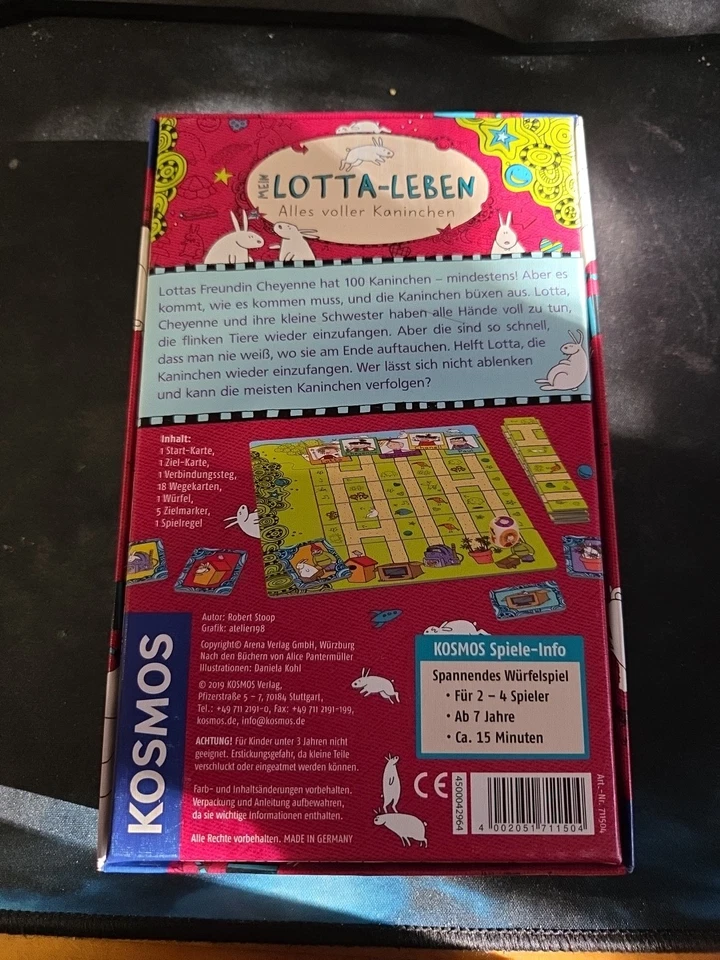 MEIN
LOTTA-LEBEN
Alles voller Kaninchen
Lottas Freundin Cheyenne hat 100 Kaninchen – mindestens! Aber es
kommt, wie es kommen muss, und die Kaninchen büxen aus. Lotta,
Cheyenne und ihre kleine Schwester haben alle Hände voll zu tun,
die flinken Tiere wieder einzufangen. Aber die sind so schnell,
dass man nie weiß, wo sie am Ende auftauchen. Helft Lotta, die
Kaninchen wieder einzufangen. Wer lässt sich nicht ablenken
und kann die meisten Kaninchen verfolgen?
Inhalt:
1 Start-Karte,
1 Ziel-Karte,
1 Verbindungssteg,
18 Wegekarten,
1 Würfel,
5 Zielmarker,
1 Spielregel
Autor: Robert Stoop
Grafik: atelier198
Copyright© Arena Verlag GmbH, Würzburg
Nach den Büchern von Alice Pantermüller
Illustrationen: Daniela Kohl
© 2019 KOSMOS Verlag,
Pfizerstraße 5 – 7, 70184 Stuttgart,
Tel.: +49 711 2191-0, Fax: +49 711 2191-199,
kosmos.de, info@kosmos.de
ACHTUNG! Für Kinder unter 3 Jahren nicht
geeignet. Erstickungsgefahr, da kleine Teile
verschluckt oder eingeatmet werden können.
Farb- und Inhaltsänderungen vorbehalten.
Verpackung und Anleitung aufbewahren,
da sie wichtige Informationen enthalten.
Alle Rechte vorbehalten. MADE IN GERMANY
KOSMOS
KOSMOS Spiele-Info
Spannendes Würfelspiel
• Für 2 – 4 Spieler
• Ab 7 Jahre
• Ca. 15 Minuten
CE
4500042964
4 002051 711504
Art.-Nr. 711504